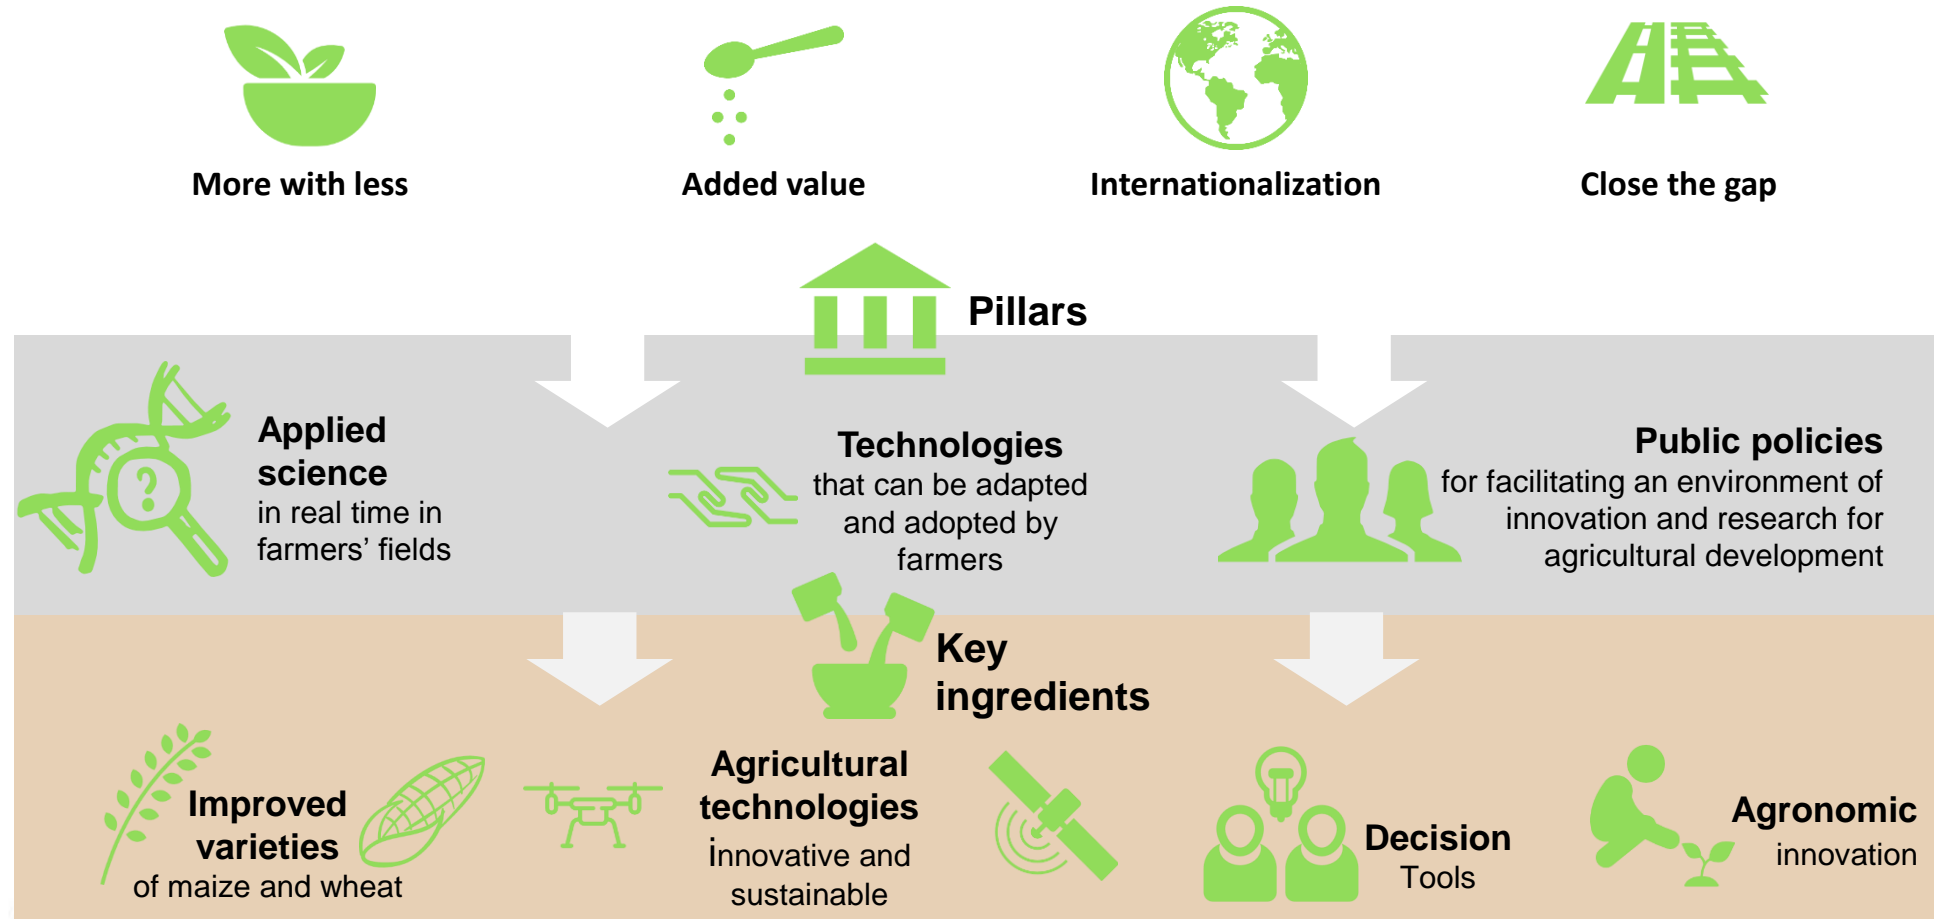 More with less
Added value
Internationalization
Close the gap
Pillars
Applied
science
in real time in
farmers’ fields
Technologies
that can be adapted
and adopted by
farmers
Public policies
for facilitating an environment of
innovation and research for
agricultural development
Key
ingredients
Improved
varieties
of maize and wheat
Agricultural
technologies
innovative and
sustainable
Decision
Tools
Agronomic
innovation
?